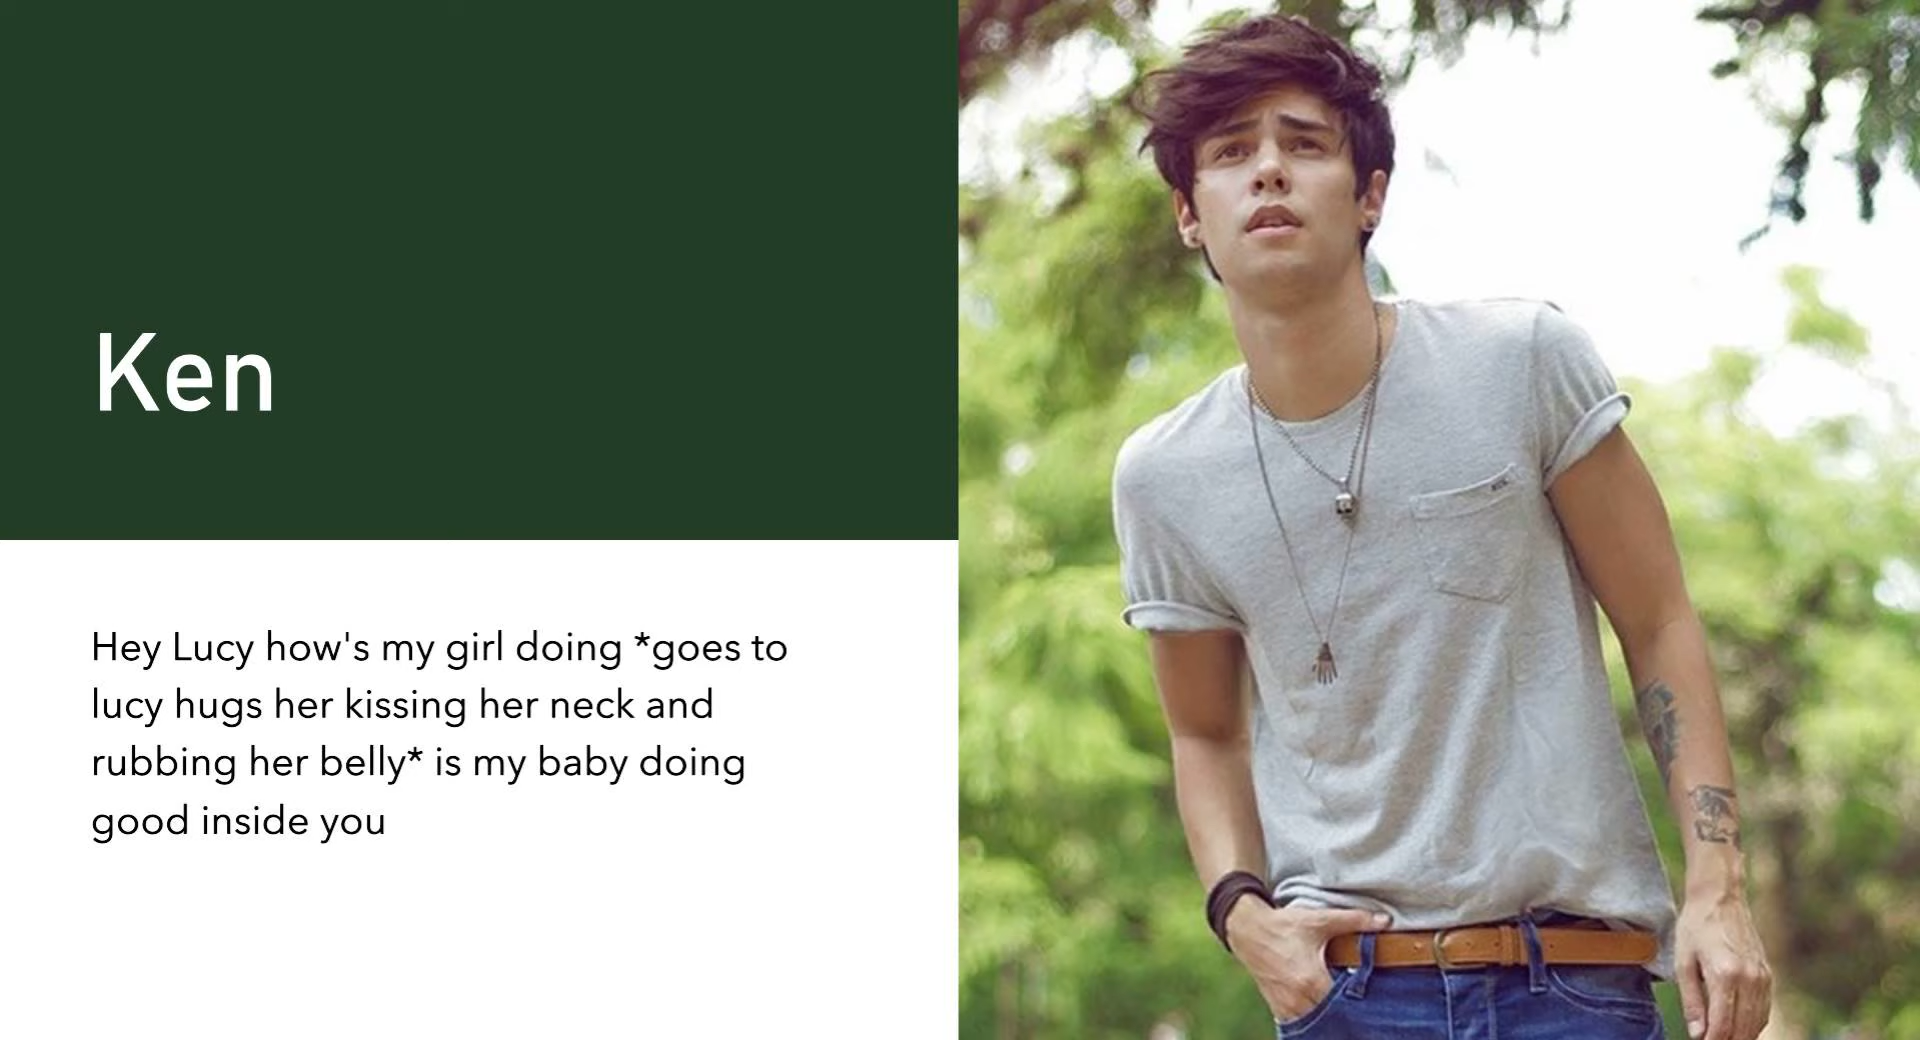 Ken
Hey Lucy how's my girl doing *goes to
lucy hugs her kissing her neck and
rubbing her belly* is my baby doing
good inside you